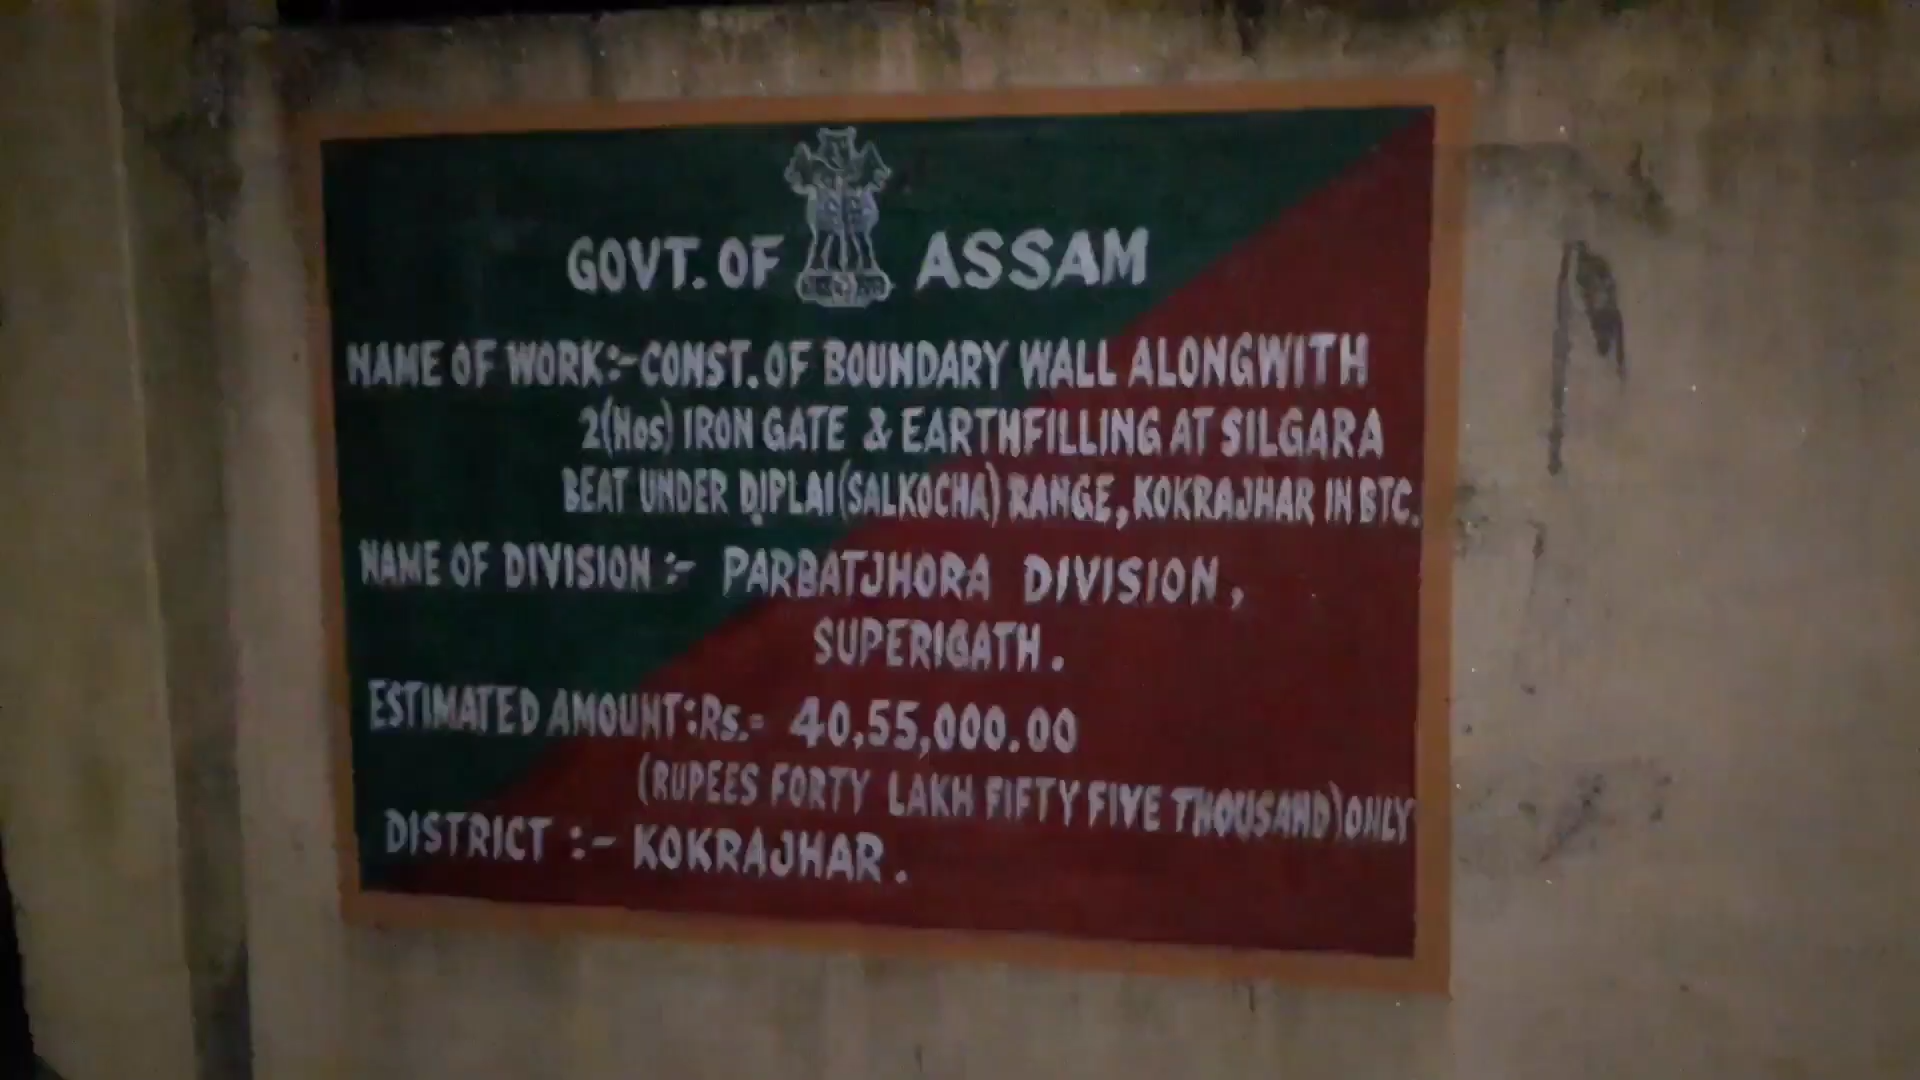 GOVT. OF ASSAM
NAME OF WORK:-CONST. OF BOUNDARY WALL ALONGWITH
2(Nos) IRON GATE & EARTHFILLING AT SILGARA
BEAT UNDER DIPLAI (SALKOCHA) RANGE, KOKRAJHAR IN BTC.
NAME OF DIVISION :- PARBATJHORA DIVISION,
SUPERIGATH.
ESTIMATED AMOUNT:Rs.= 40,55,000.00
(RUPEES FORTY LAKH FIFTY FIVE THOUSAND) ONLY
DISTRICT :- KOKRAJHAR.